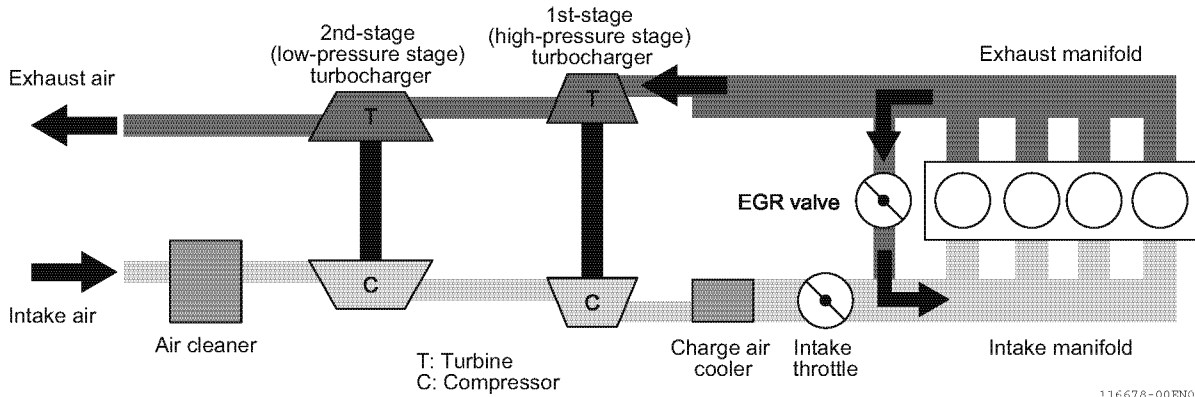 1st-stage
(high-pressure stage)
turbocharger
2nd-stage
(low-pressure stage)
turbocharger
Exhaust manifold
Exhaust air
T
T
EGR valve
C
C
Intake air
Air cleaner
Charge air
cooler
Intake
throttle
Intake manifold
T: Turbine
C: Compressor
116678-00EN0